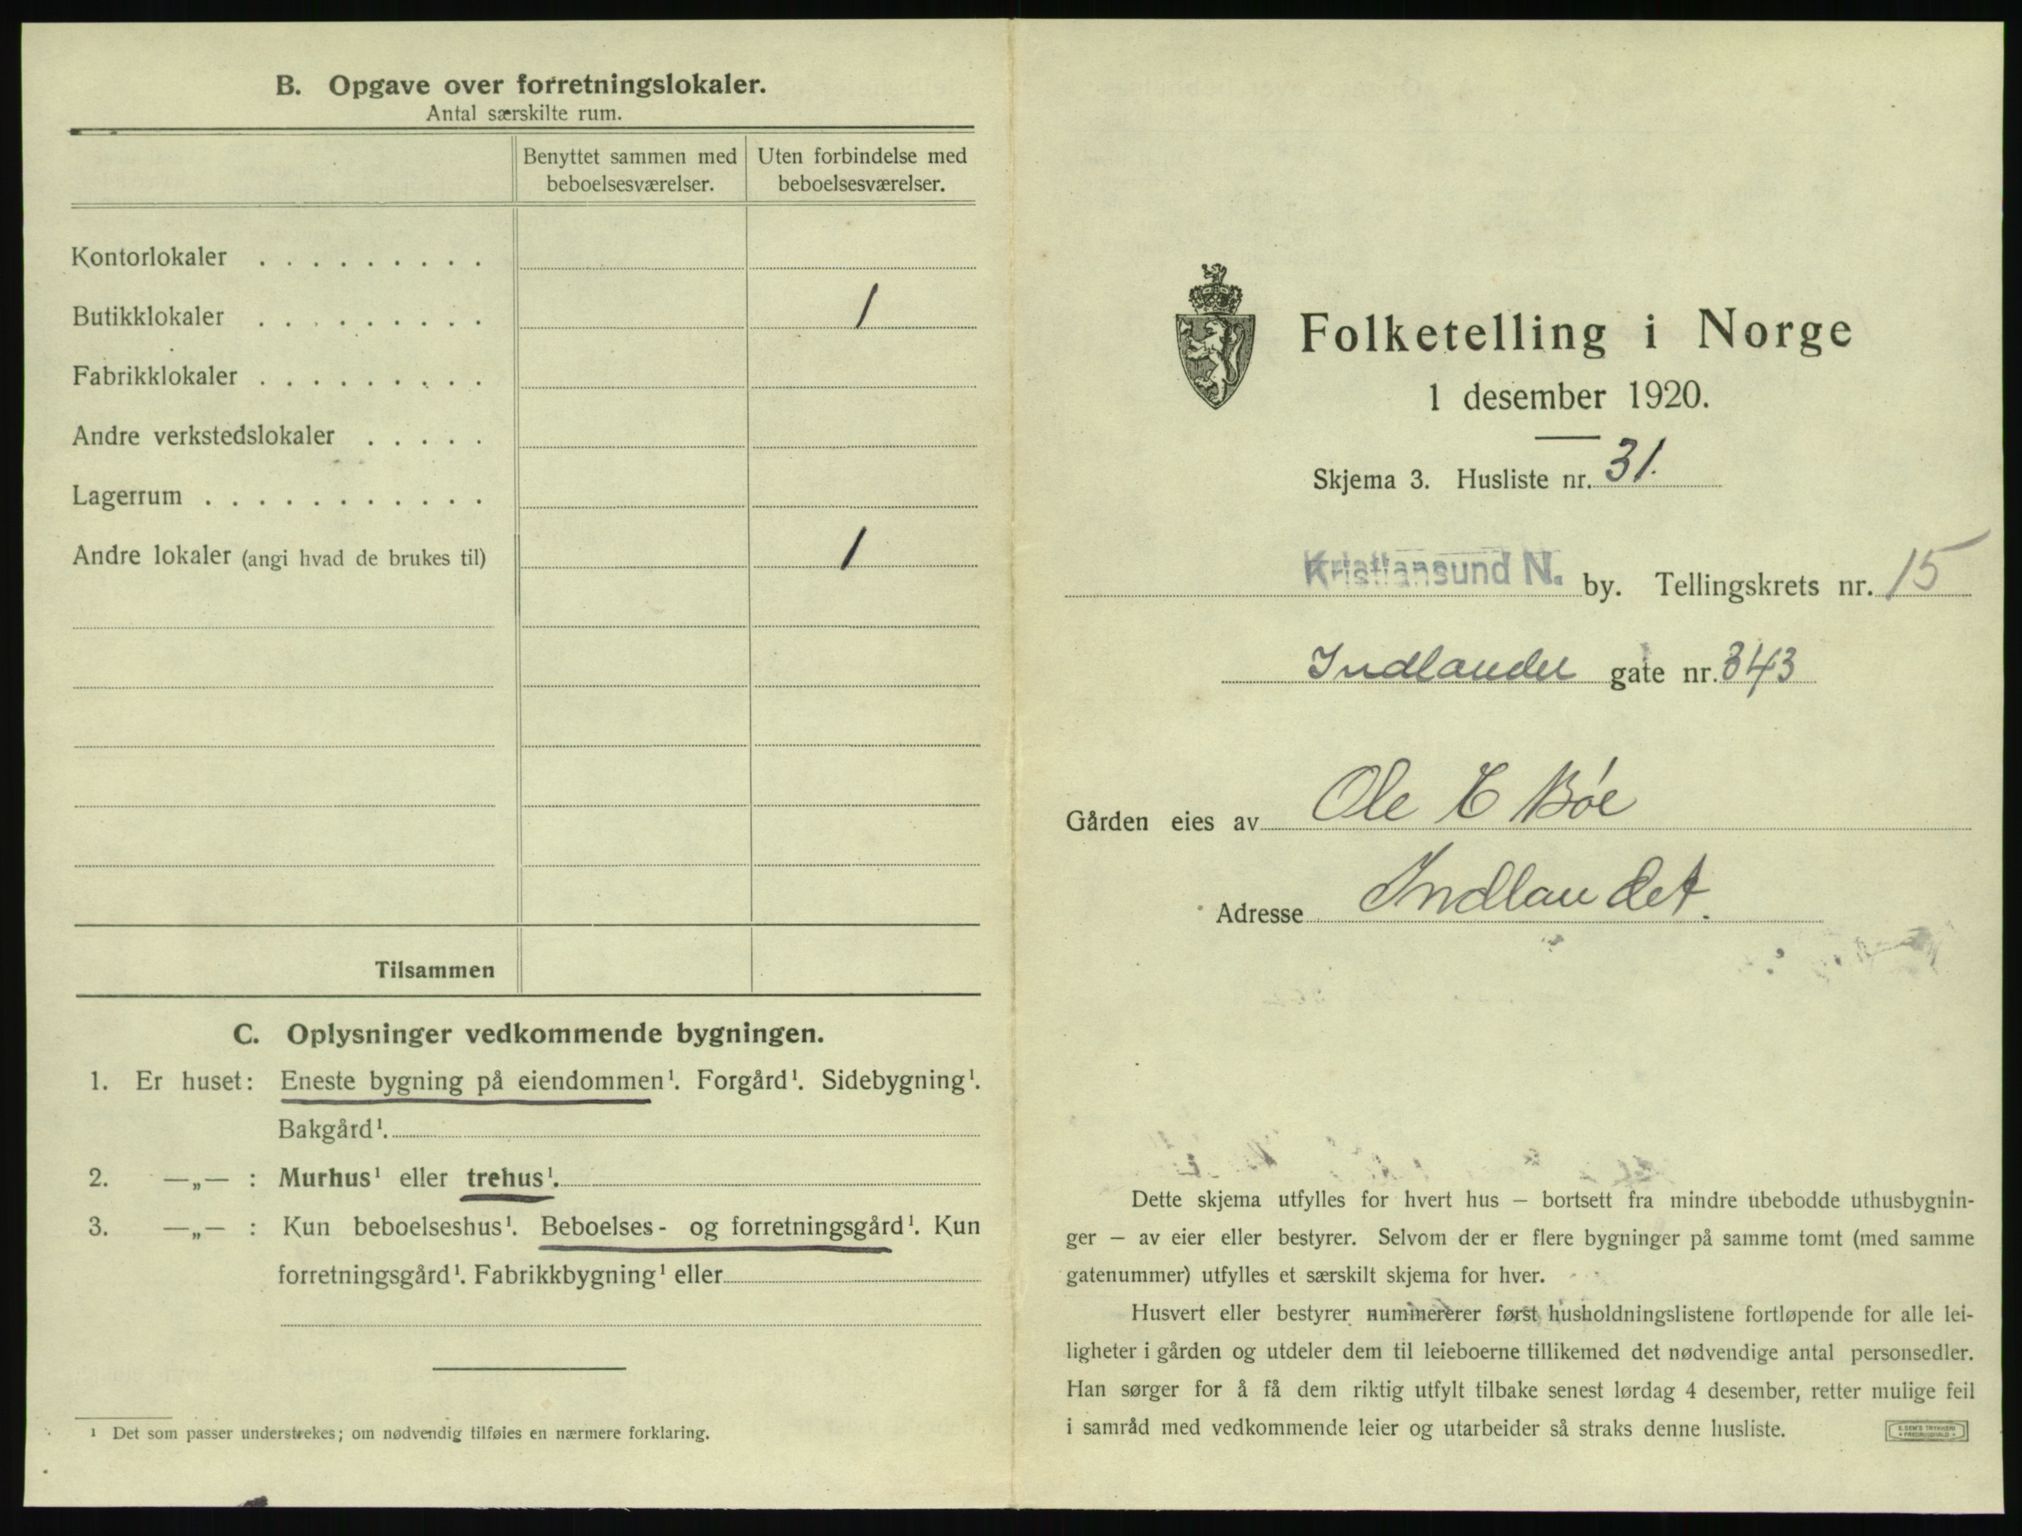 B. Opgave over forretningslokaler.
Antal særskilte rum.
Benyttet sammen med beboelsesværelser.
Uten forbindelse med beboelsesværelser.
Kontorlokaler . . . . . . . . .
Butikklokaler . . . . . . . . . 1
Fabrikklokaler . . . . . . . . .
Andre verkstedslokaler . . . . .
Lagerrum . . . . . . . . . . .
Andre lokaler (angi hvad de brukes til) 1
Tilsammen
C. Oplysninger vedkommende bygningen.
1. Er huset: Eneste bygning på eiendommen¹. Forgård¹. Sidebygning¹.
Bakgård¹.
2. —„— : Murhus¹ eller trehus¹.
3. —„— : Kun beboelseshus¹. Beboelses- og forretningsgård¹. Kun
forretningsgård¹. Fabrikkbygning¹ eller
¹ Det som passer understrekes; om nødvendig tilføies en nærmere forklaring.
Folketelling i Norge
1 desember 1920.
Skjema 3. Husliste nr. 31.
Kristiansund N. by. Tellingskrets nr. 15
Indlandet gate nr. 343
Gården eies av Ole C Bøe
Adresse Indlandet.
Dette skjema utfylles for hvert hus – bortsett fra mindre ubebodde uthusbygnin-
ger – av eier eller bestyrer. Selvom der er flere bygninger på samme tomt (med samme
gatenummer) utfylles et særskilt skjema for hver.
Husvert eller bestyrer nummererer først husholdningslistene fortløpende for alle lei-
ligheter i gården og utdeler dem til leieboerne tillikemed det nødvendige antal personsedler.
Han sørger for å få dem riktig utfylt tilbake senest lørdag 4 desember, retter mulige feil
i samråd med vedkommende leier og utarbeider så straks denne husliste.